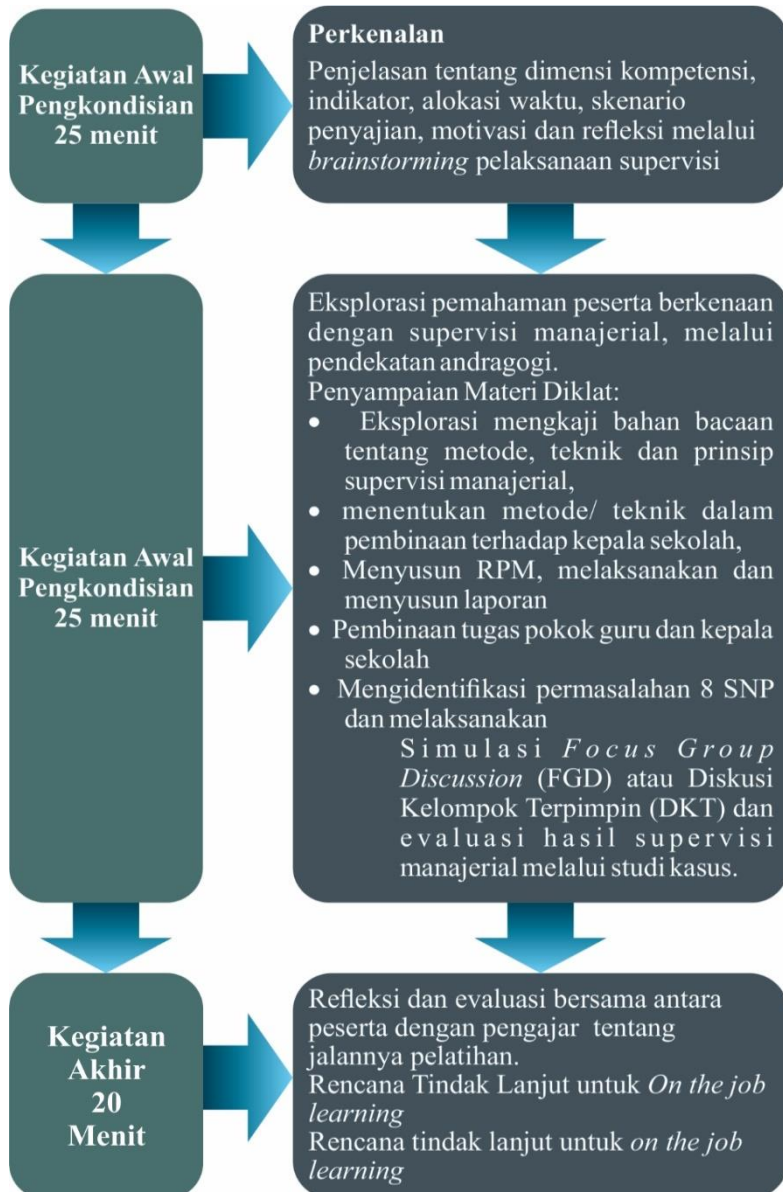 Kegiatan Awal
Pengkondisian
25 menit
Perkenalan
Penjelasan tentang dimensi kompetensi,
indikator, alokasi waktu, skenario
penyajian, motivasi dan refleksi melalui
brainstorming pelaksanaan supervisi
Kegiatan Awal
Pengkondisian
25 menit
Eksplorasi pemahaman peserta berkenaan
dengan supervisi manajerial, melalui
pendekatan andragogi.
Penyampaian Materi Diklat:
• Eksplorasi mengkaji bahan bacaan
tentang metode, teknik dan prinsip
supervisi manajerial,
• menentukan metode/ teknik dalam
pembinaan terhadap kepala sekolah,
• Menyusun RPM, melaksanakan dan
menyusun laporan
• Pembinaan tugas pokok guru dan kepala
sekolah
• Mengidentifikasi permasalahan 8 SNP
dan melaksanakan
Simulasi Focus Group
Discussion (FGD) atau Diskusi
Kelompok Terpimpin (DKT) dan
evaluasi hasil supervisi
manajerial melalui studi kasus.
Kegiatan
Akhir
20
Menit
Refleksi dan evaluasi bersama antara
peserta dengan pengajar tentang
jalannya pelatihan.
Rencana Tindak Lanjut untuk On the job
learning
Rencana tindak lanjut untuk on the job
learning